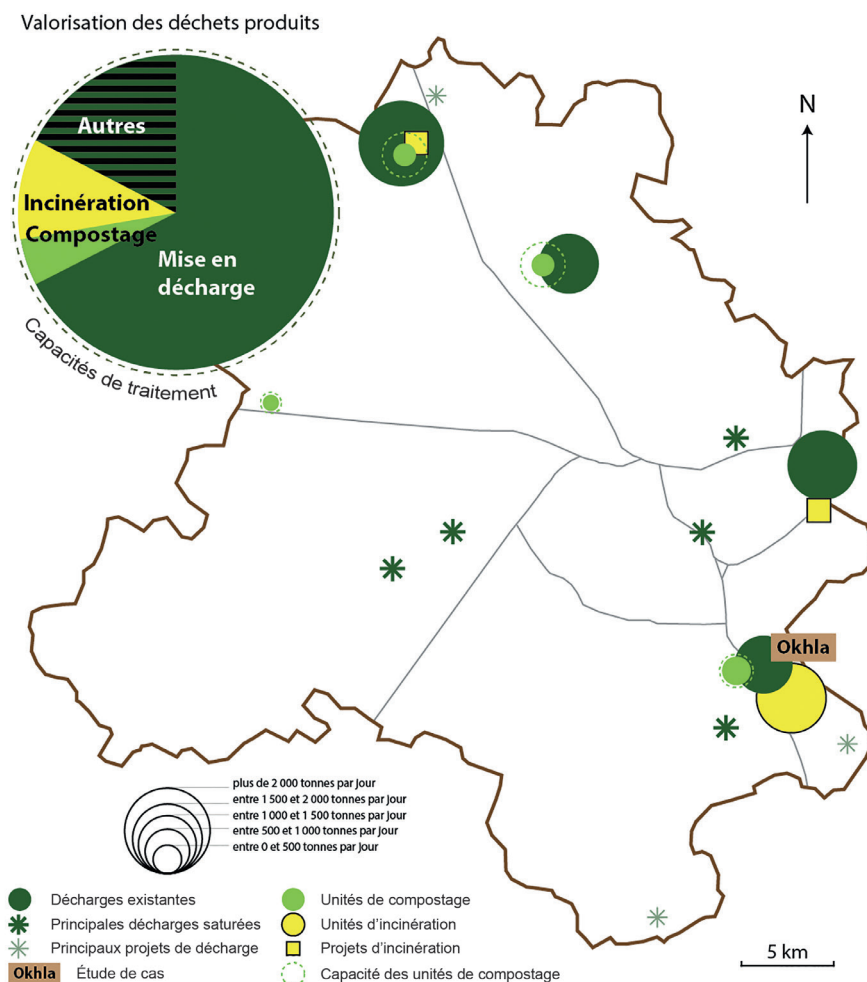 Valorisation des déchets produits
Autres
Incinération
Compostage
Mise en
décharge
Capacités de traitement
N
Okhla
plus de 2 000 tonnes par jour
entre 1 500 et 2 000 tonnes par jour
entre 1 000 et 1 500 tonnes par jour
entre 500 et 1 000 tonnes par jour
entre 0 et 500 tonnes par jour
Décharges existantes
Principales décharges saturées
Principaux projets de décharge
Okhla Étude de cas
Unités de compostage
Unités d'incinération
Projets d'incinération
Capacité des unités de compostage
5 km